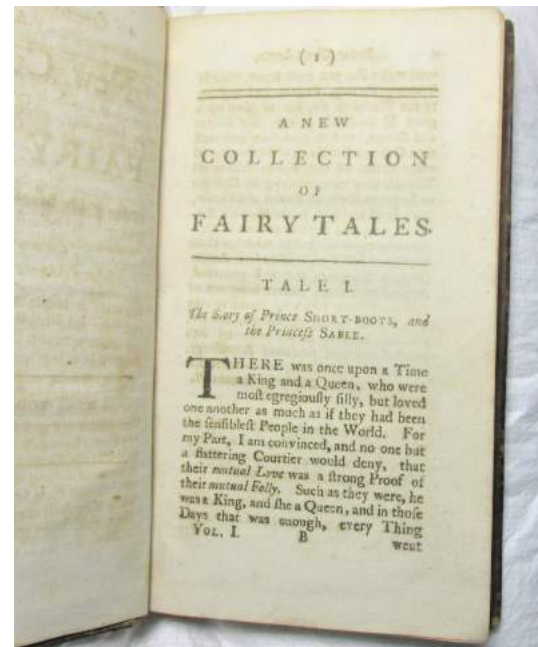 ( 1 )
A NEW
COLLECTION
OF
FAIRY TALES.
TALE I.
The Story of Prince SHORT-BOOTS, and
the Princeſs SABLE.
THERE was once upon a Time
a King and a Queen, who were
moſt egregiouſly ſilly, but loved
one another as much as if they had been
the ſenſibleſt People in the World. For
my Part, I am convinced, and no one but
a flattering Courtier would deny, that
their mutual Love was a ſtrong Proof of
their mutual Folly. Such as they were, he
was a King, and ſhe a Queen, and in thoſe
Days that was enough, every Thing
VOL. I. B went